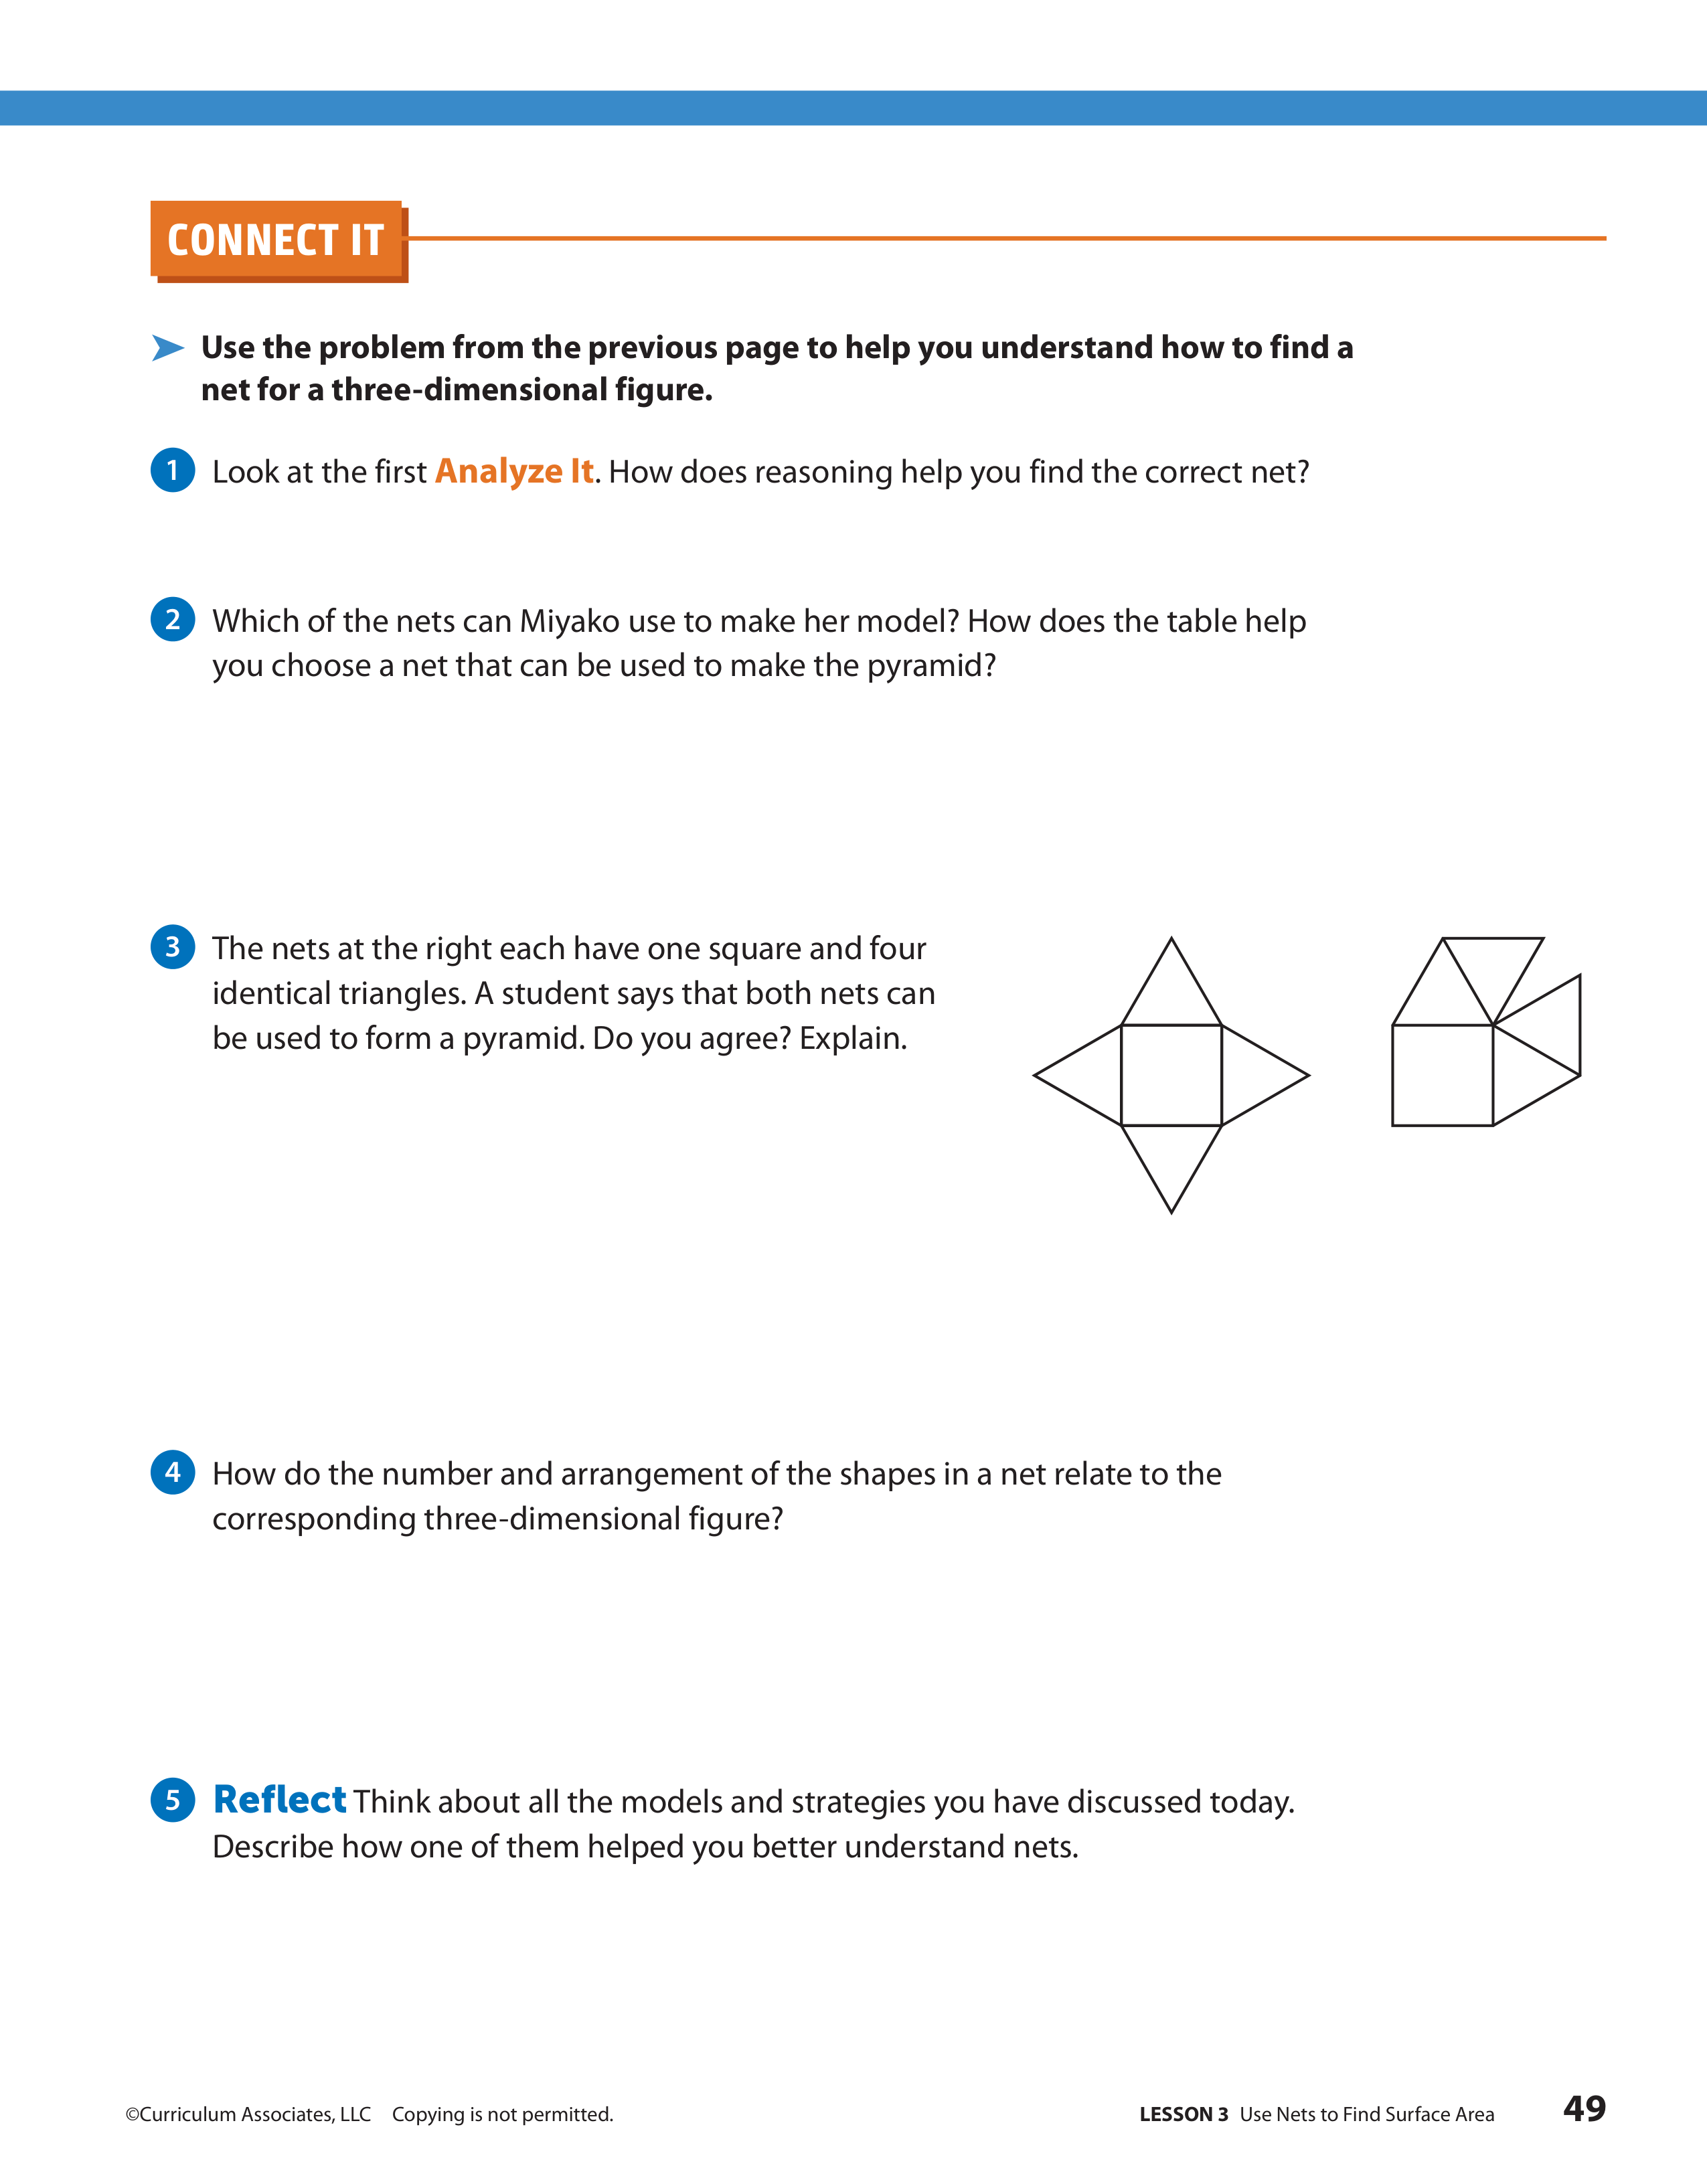 CONNECT IT
Use the problem from the previous page to help you understand how to find a
net for a three-dimensional figure.
1 Look at the first Analyze It. How does reasoning help you find the correct net?
2 Which of the nets can Miyako use to make her model? How does the table help
you choose a net that can be used to make the pyramid?
3 The nets at the right each have one square and four
identical triangles. A student says that both nets can
be used to form a pyramid. Do you agree? Explain.
4 How do the number and arrangement of the shapes in a net relate to the
corresponding three-dimensional figure?
5 Reflect Think about all the models and strategies you have discussed today.
Describe how one of them helped you better understand nets.
©Curriculum Associates, LLC Copying is not permitted.
LESSON 3 Use Nets to Find Surface Area 49